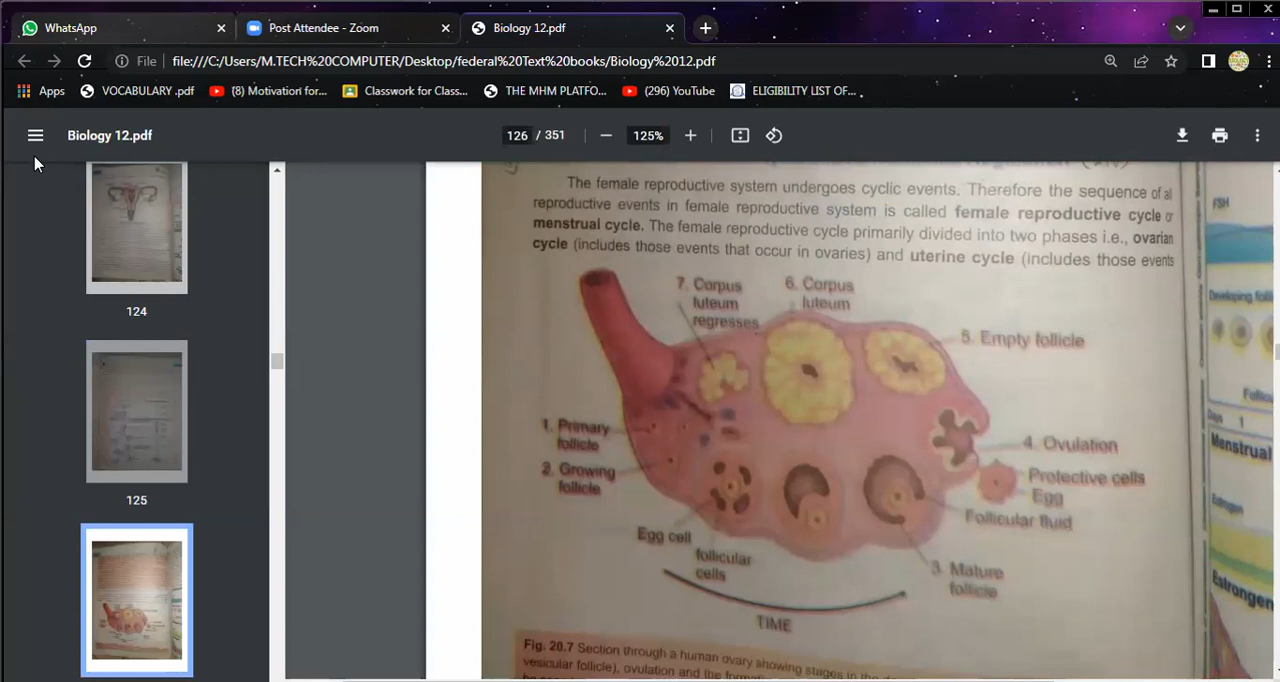 WhatsApp
Post Attendee - Zoom
Biology 12.pdf
File file:///C:/Users/M.TECH%20COMPUTER/Desktop/federal%20Text%20books/Biology%2012.pdf
Apps VOCABULARY .pdf (8) Motivation for... Classwork for Class... THE MHM PLATFO... (296) YouTube ELIGIBILITY LIST OF...
Biology 12.pdf 126 / 351 125%
124
125
The female reproductive system undergoes cyclic events. Therefore the sequence of all
reproductive events in female reproductive system is called female reproductive cycle or
menstrual cycle. The female reproductive cycle primarily divided into two phases i.e., ovarian
cycle (includes those events that occur in ovaries) and uterine cycle (includes those events
7. Corpus
luteum
regresses
6. Corpus
luteum
5. Empty follicle
1. Primary
follicle
2. Growing
follicle
4. Ovulation
Protective cells
Egg
Follicular fluid
Egg cell
follicular
cells
3. Mature
follicle
TIME
Fig. 20.7 Section through a human ovary showing stages in the
vesicular follicle), ovulation and the
FSH
Developing
Days 1
Menstrual
Estrogen
Estrogen